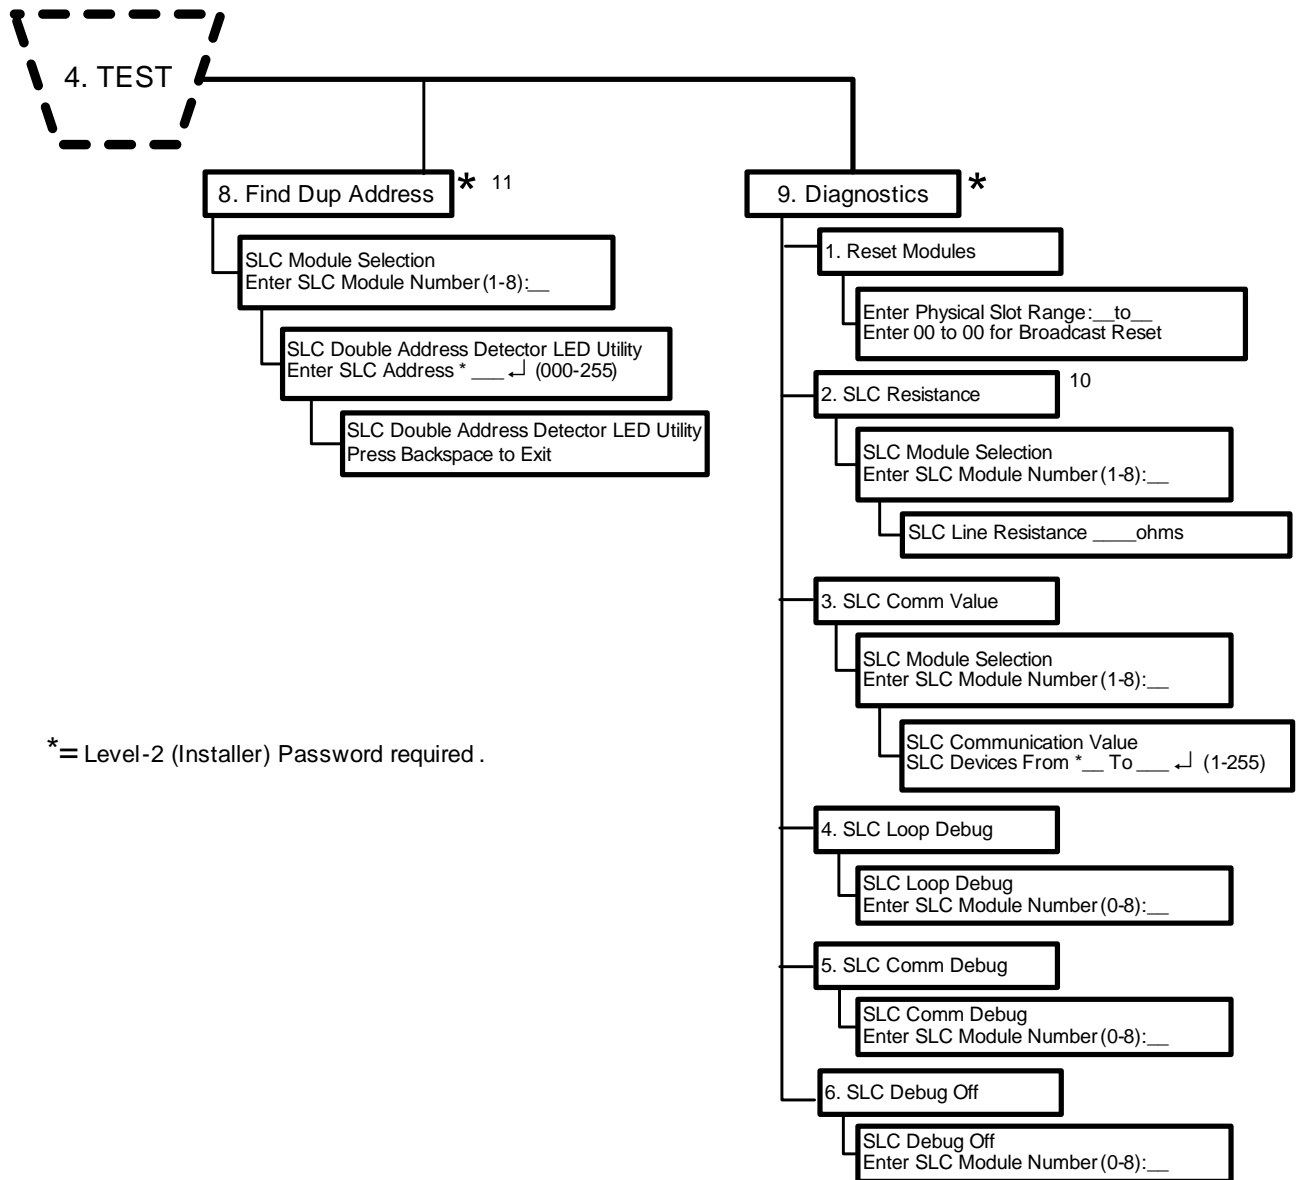 4. TEST
8. Find Dup Address * 11
SLC Module Selection
Enter SLC Module Number (1-8):__
SLC Double Address Detector LED Utility
Enter SLC Address * ___ ↵ (000-255)
SLC Double Address Detector LED Utility
Press Backspace to Exit
*= Level-2 (Installer) Password required .
9. Diagnostics *
1. Reset Modules
Enter Physical Slot Range:__to__
Enter 00 to 00 for Broadcast Reset
2. SLC Resistance 10
SLC Module Selection
Enter SLC Module Number (1-8):__
SLC Line Resistance ____ohms
3. SLC Comm Value
SLC Module Selection
Enter SLC Module Number (1-8):__
SLC Communication Value
SLC Devices From *__ To ___ ↵ (1-255)
4. SLC Loop Debug
SLC Loop Debug
Enter SLC Module Number (0-8):__
5. SLC Comm Debug
SLC Comm Debug
Enter SLC Module Number (0-8):__
6. SLC Debug Off
SLC Debug Off
Enter SLC Module Number (0-8):__